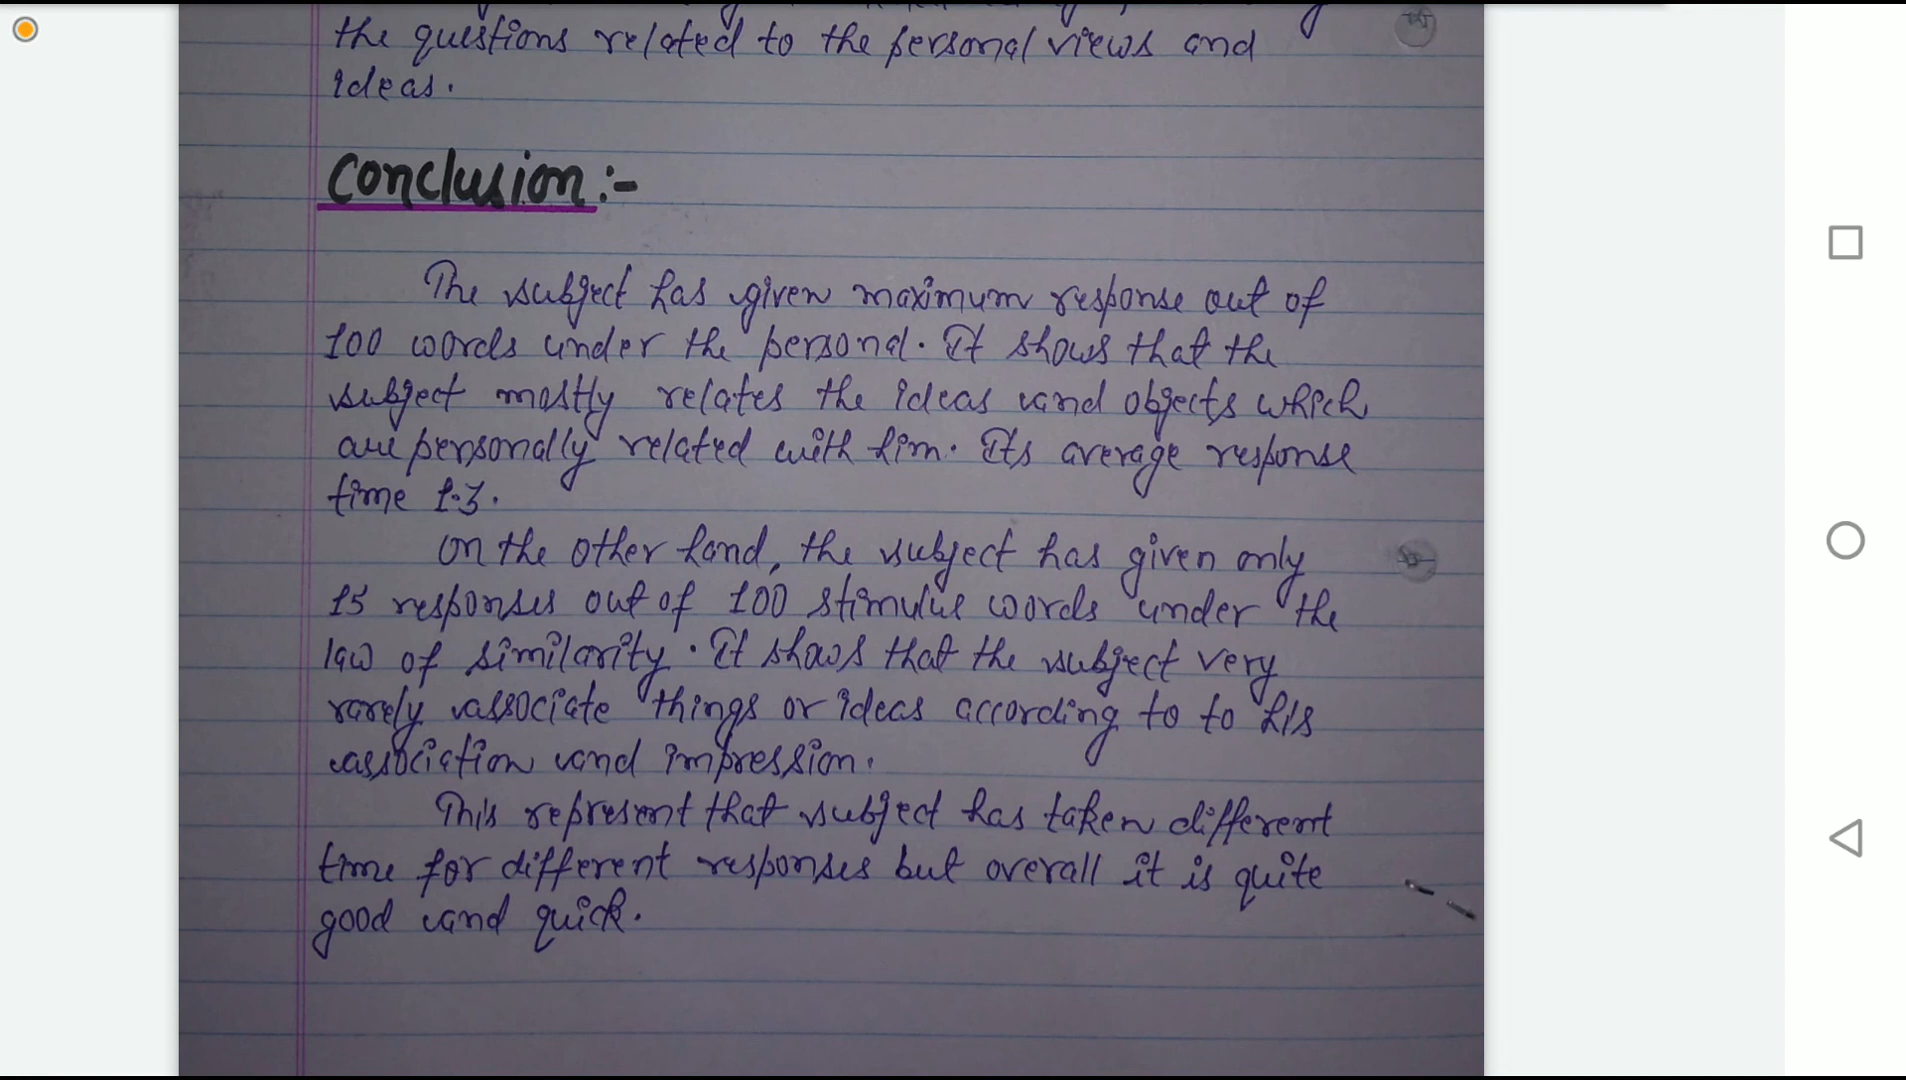 the questions related to the personal views and
ideas.
Conclusion:-
The subject has given maximum response out of
100 words under the personal. It shows that the
subject mostly relates the ideas and objects which
are personally related with him. Its average response
time 1.3.
On the other hand, the subject has given only
15 responses out of 100 stimulus words under the
law of similarity. It shows that the subject very
rarely associate things or ideas according to to his
association and impression.
This represent that subject has taken different
time for different responses but overall it is quite
good and quick.